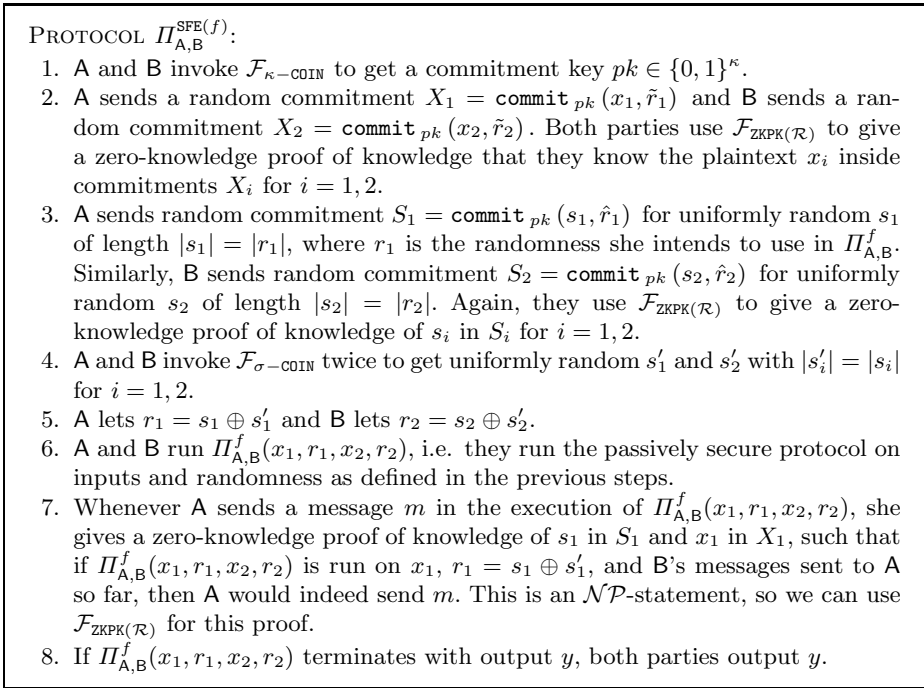 PROTOCOL Π^{SFE(f)}_{A,B}:
1. A and B invoke F_{κ−COIN} to get a commitment key pk ∈ {0, 1}^κ.
2. A sends a random commitment X_1 = commit_{pk} (x_1, r̃_1) and B sends a ran-
dom commitment X_2 = commit_{pk} (x_2, r̃_2). Both parties use F_{ZKPK(R)} to give
a zero-knowledge proof of knowledge that they know the plaintext x_i inside
commitments X_i for i = 1, 2.
3. A sends random commitment S_1 = commit_{pk} (s_1, r̂_1) for uniformly random s_1
of length |s_1| = |r_1|, where r_1 is the randomness she intends to use in Π^f_{A,B}.
Similarly, B sends random commitment S_2 = commit_{pk} (s_2, r̂_2) for uniformly
random s_2 of length |s_2| = |r_2|. Again, they use F_{ZKPK(R)} to give a zero-
knowledge proof of knowledge of s_i in S_i for i = 1, 2.
4. A and B invoke F_{σ−COIN} twice to get uniformly random s′_1 and s′_2 with |s′_i| = |s_i|
for i = 1, 2.
5. A lets r_1 = s_1 ⊕ s′_1 and B lets r_2 = s_2 ⊕ s′_2.
6. A and B run Π^f_{A,B}(x_1, r_1, x_2, r_2), i.e. they run the passively secure protocol on
inputs and randomness as defined in the previous steps.
7. Whenever A sends a message m in the execution of Π^f_{A,B}(x_1, r_1, x_2, r_2), she
gives a zero-knowledge proof of knowledge of s_1 in S_1 and x_1 in X_1, such that
if Π^f_{A,B}(x_1, r_1, x_2, r_2) is run on x_1, r_1 = s_1 ⊕ s′_1, and B's messages sent to A
so far, then A would indeed send m. This is an NP-statement, so we can use
F_{ZKPK(R)} for this proof.
8. If Π^f_{A,B}(x_1, r_1, x_2, r_2) terminates with output y, both parties output y.